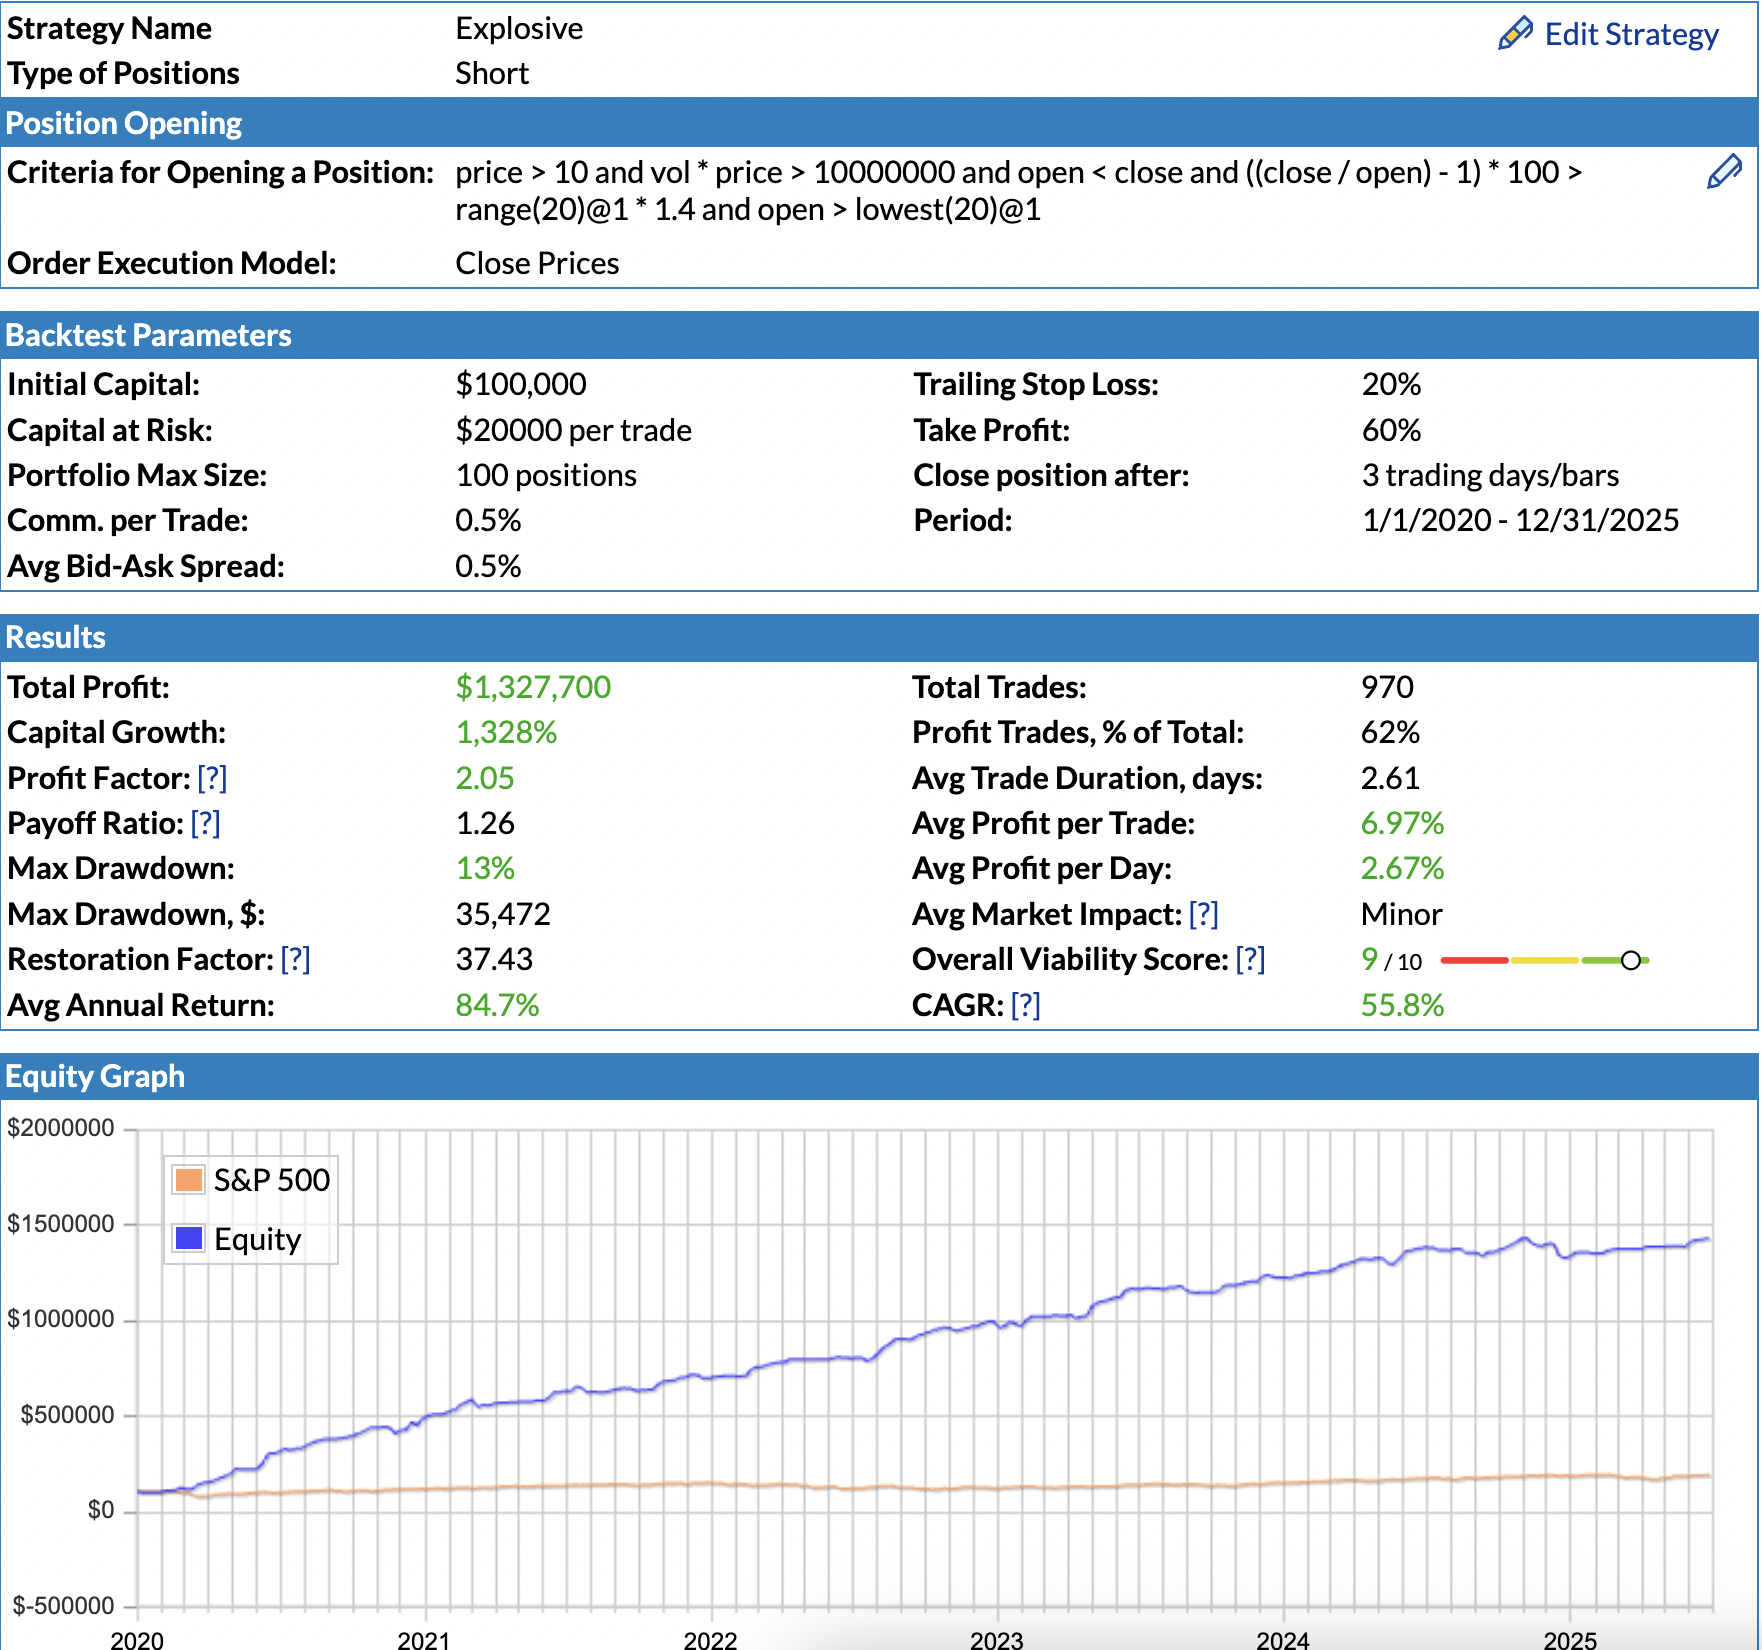 Strategy Name Explosive Edit Strategy
Type of Positions Short
Position Opening
Criteria for Opening a Position: price > 10 and vol * price > 10000000 and open < close and ((close / open) - 1) * 100 >
range(20)@1 * 1.4 and open > lowest(20)@1
Order Execution Model: Close Prices
Backtest Parameters
Initial Capital: $100,000 Trailing Stop Loss: 20%
Capital at Risk: $20000 per trade Take Profit: 60%
Portfolio Max Size: 100 positions Close position after: 3 trading days/bars
Comm. per Trade: 0.5% Period: 1/1/2020 - 12/31/2025
Avg Bid-Ask Spread: 0.5%
Results
Total Profit: $1,327,700 Total Trades: 970
Capital Growth: 1,328% Profit Trades, % of Total: 62%
Profit Factor: [?] 2.05 Avg Trade Duration, days: 2.61
Payoff Ratio: [?] 1.26 Avg Profit per Trade: 6.97%
Max Drawdown: 13% Avg Profit per Day: 2.67%
Max Drawdown, $: 35,472 Avg Market Impact: [?] Minor
Restoration Factor: [?] 37.43 Overall Viability Score: [?] 9 / 10
Avg Annual Return: 84.7% CAGR: [?] 55.8%
Equity Graph
$2000000
S&P 500
$1500000
Equity
$1000000
$500000
$0
$-500000
2020 2021 2022 2023 2024 2025